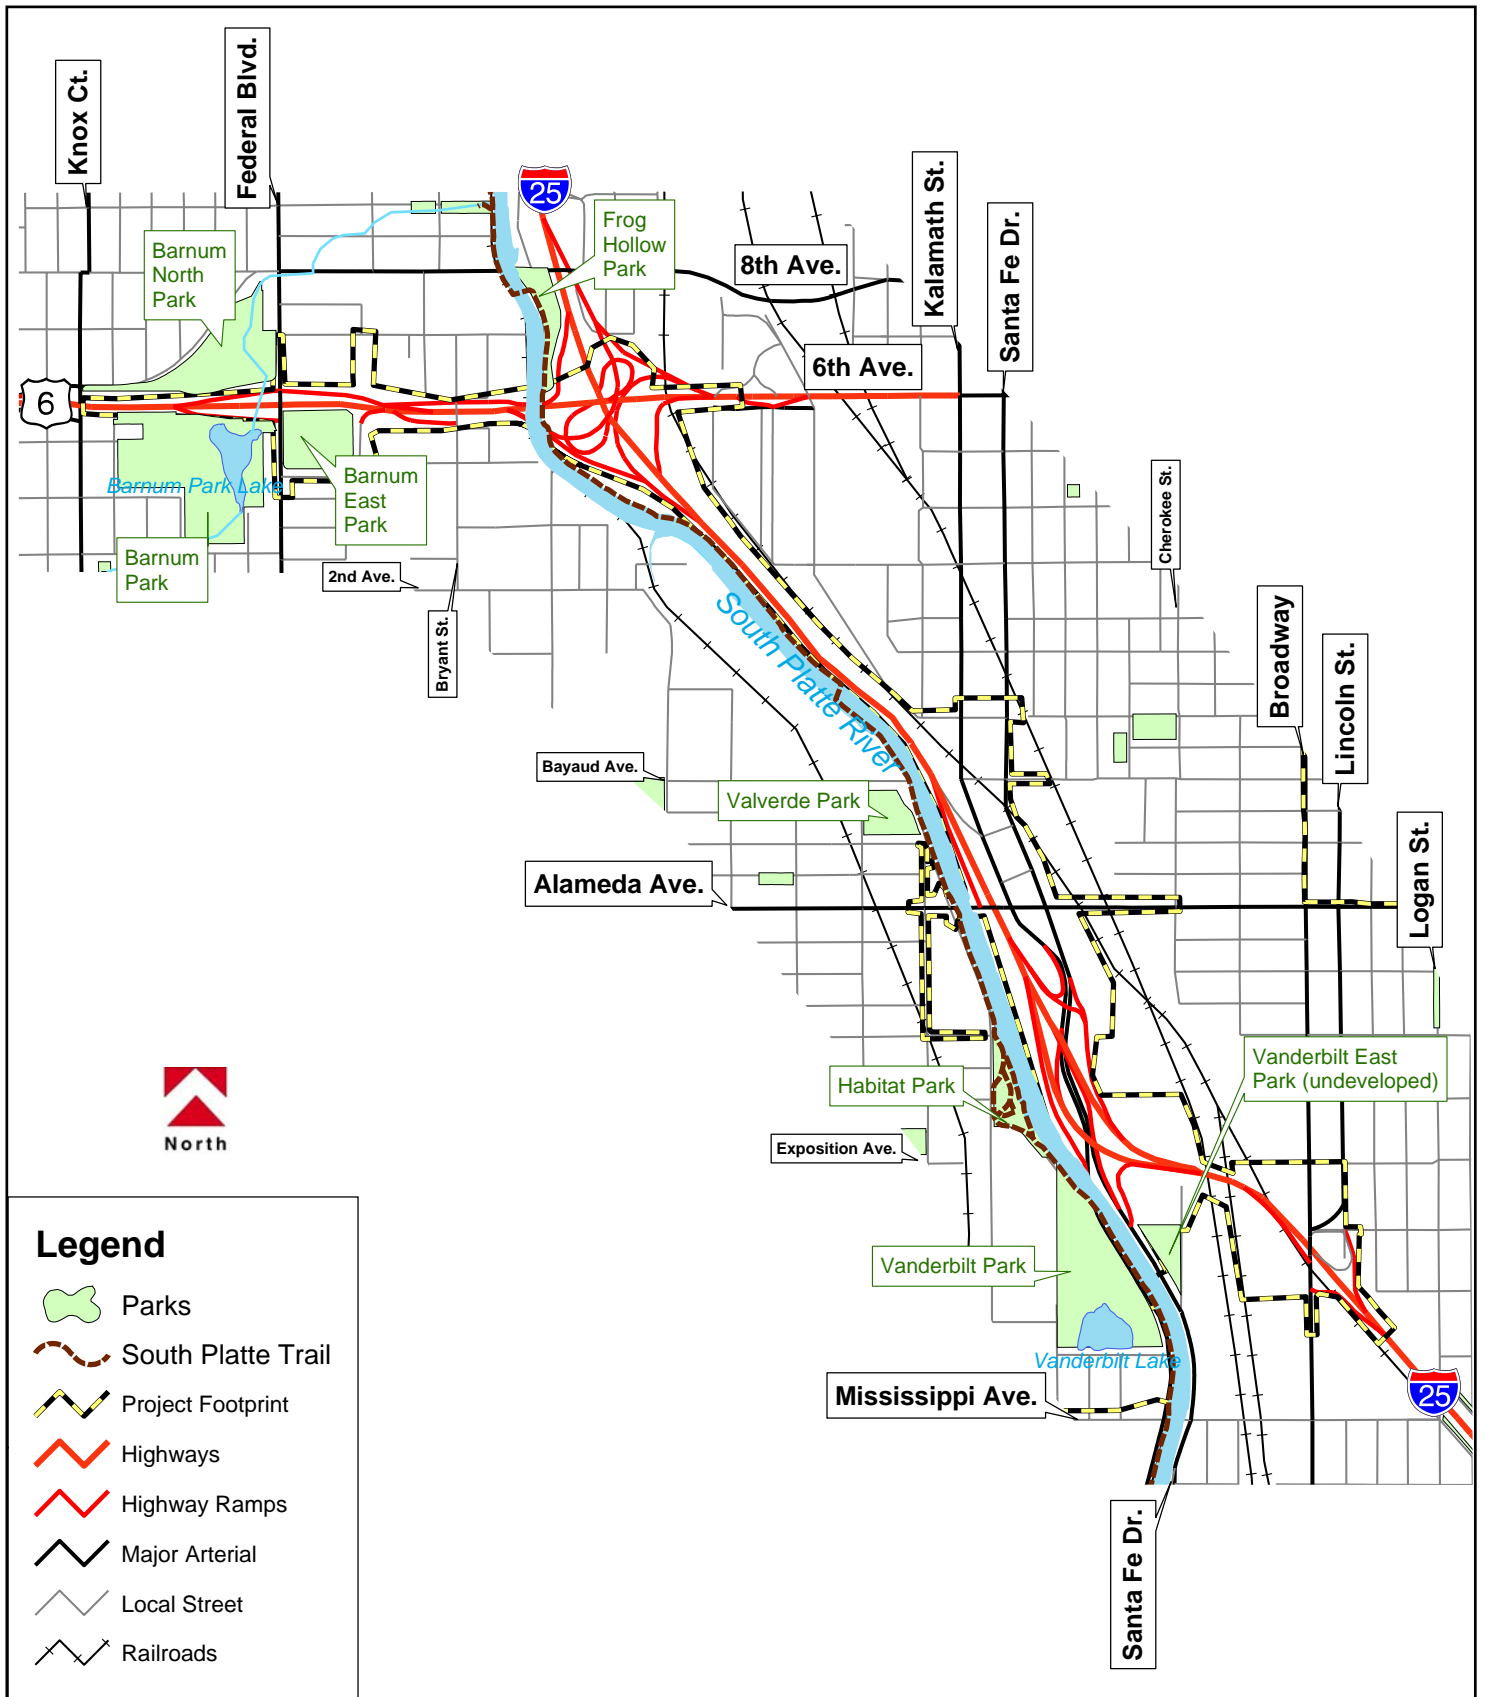 Knox Ct.
Federal Blvd.
25
Frog
Hollow
Park
Barnum
North
Park
8th Ave.
Kalamath St.
Santa Fe Dr.
6th Ave.
6
Barnum Park Lake
Barnum
East
Park
Barnum
Park
2nd Ave.
Bryant St.
Cherokee St.
South Platte River
Broadway
Lincoln St.
Bayaud Ave.
Valverde Park
Alameda Ave.
Logan St.
Habitat Park
Vanderbilt East
Park (undeveloped)
Exposition Ave.
North
Vanderbilt Park
Vanderbilt Lake
Mississippi Ave.
25
Santa Fe Dr.
Legend
Parks
South Platte Trail
Project Footprint
Highways
Highway Ramps
Major Arterial
Local Street
Railroads